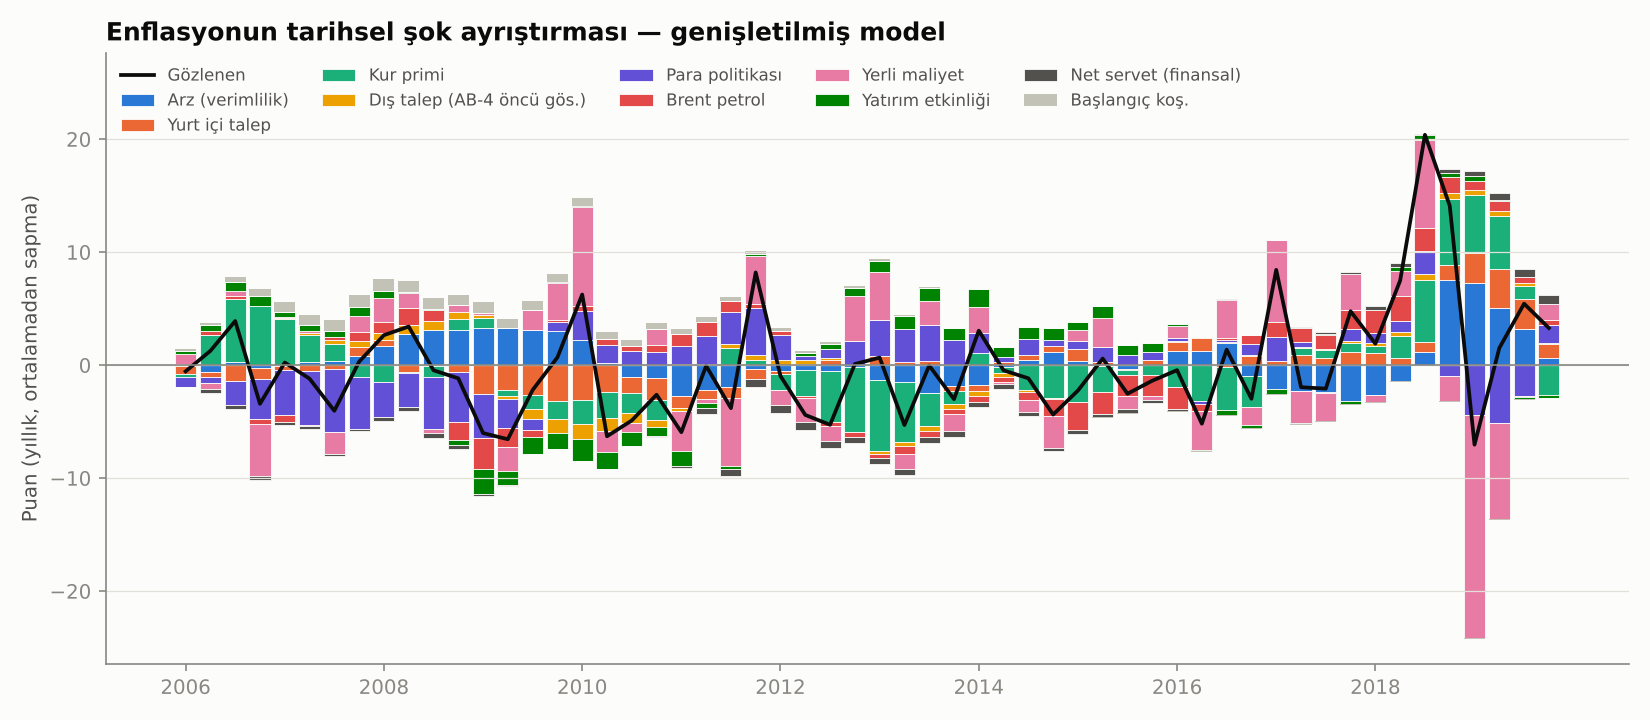 Enflasyonun tarihsel şok ayrıştırması — genişletilmiş model
Gözlenen
Arz (verimlilik)
Yurt içi talep
Kur primi
Dış talep (AB-4 öncü gös.)
Para politikası
Brent petrol
Yerli maliyet
Yatırım etkinliği
Net servet (finansal)
Başlangıç koş.
Puan (yıllık, ortalamadan sapma)
20
10
0
−10
−20
2006
2008
2010
2012
2014
2016
2018